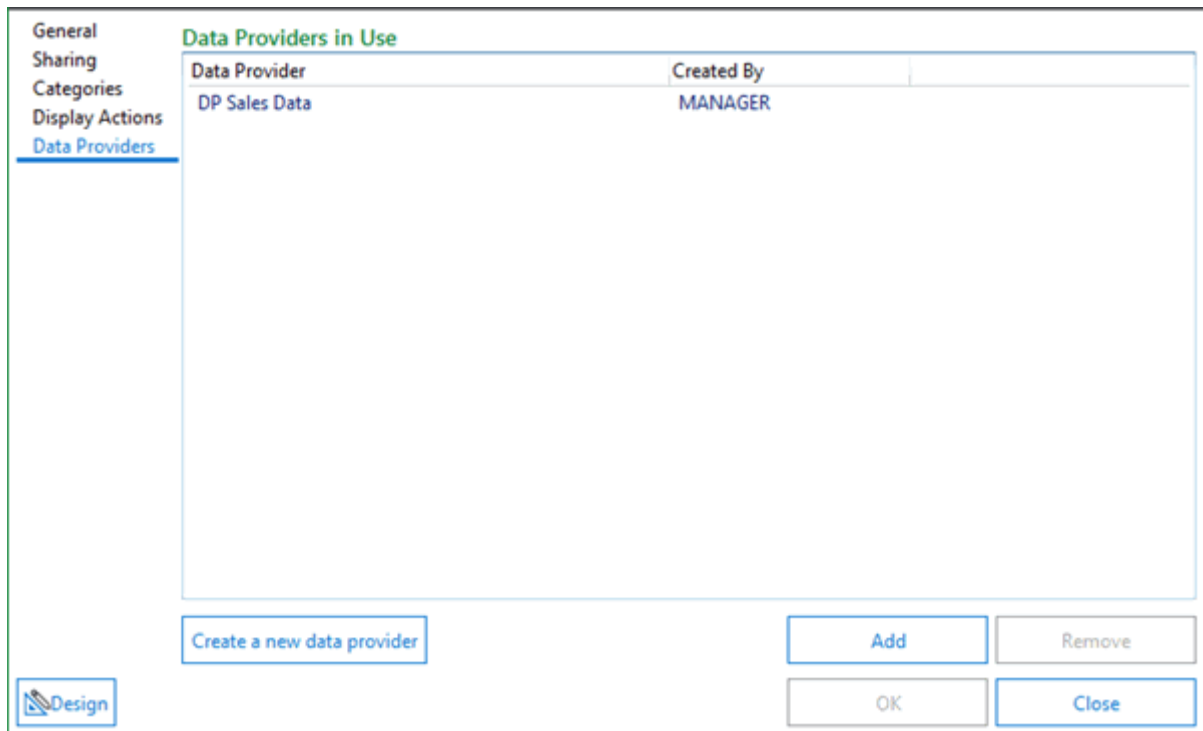 General
Sharing
Categories
Display Actions
Data Providers
Data Providers in Use
Data Provider Created By
DP Sales Data MANAGER
Create a new data provider Add Remove
Design OK Close